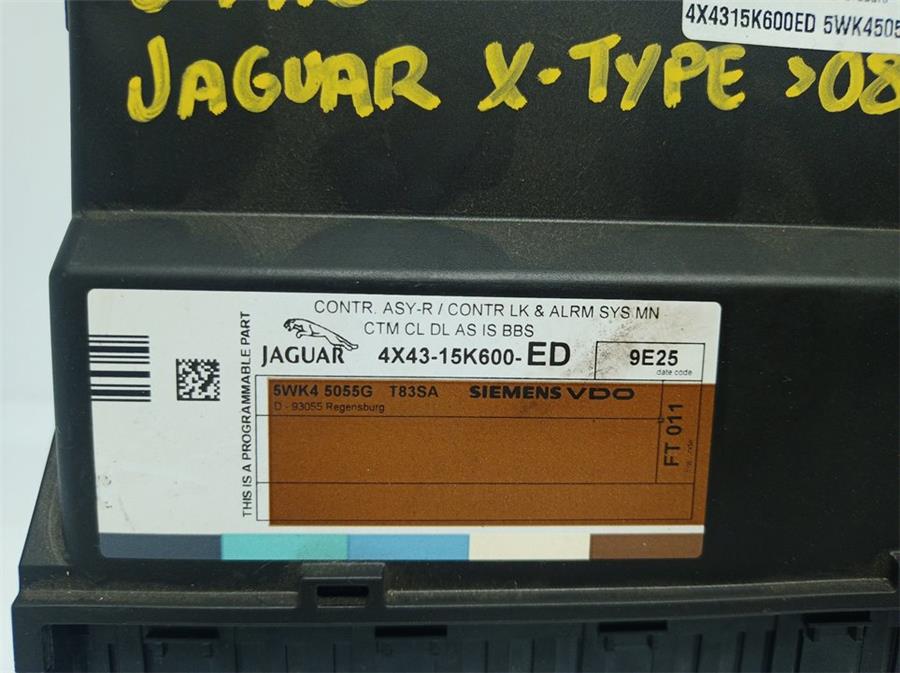 4X4315K600ED 5WK4505
JAGUAR X-TYPE >08
CONTR. ASY-R / CONTR LK & ALRM SYS MN
CTM CL DL AS IS BBS
JAGUAR 4X43-15K600-ED 9E25
date code
5WK4 5055G T83SA SIEMENS VDO
D - 93055 Regensburg
FT 011
THIS IS A PROGRAMMABLE PART